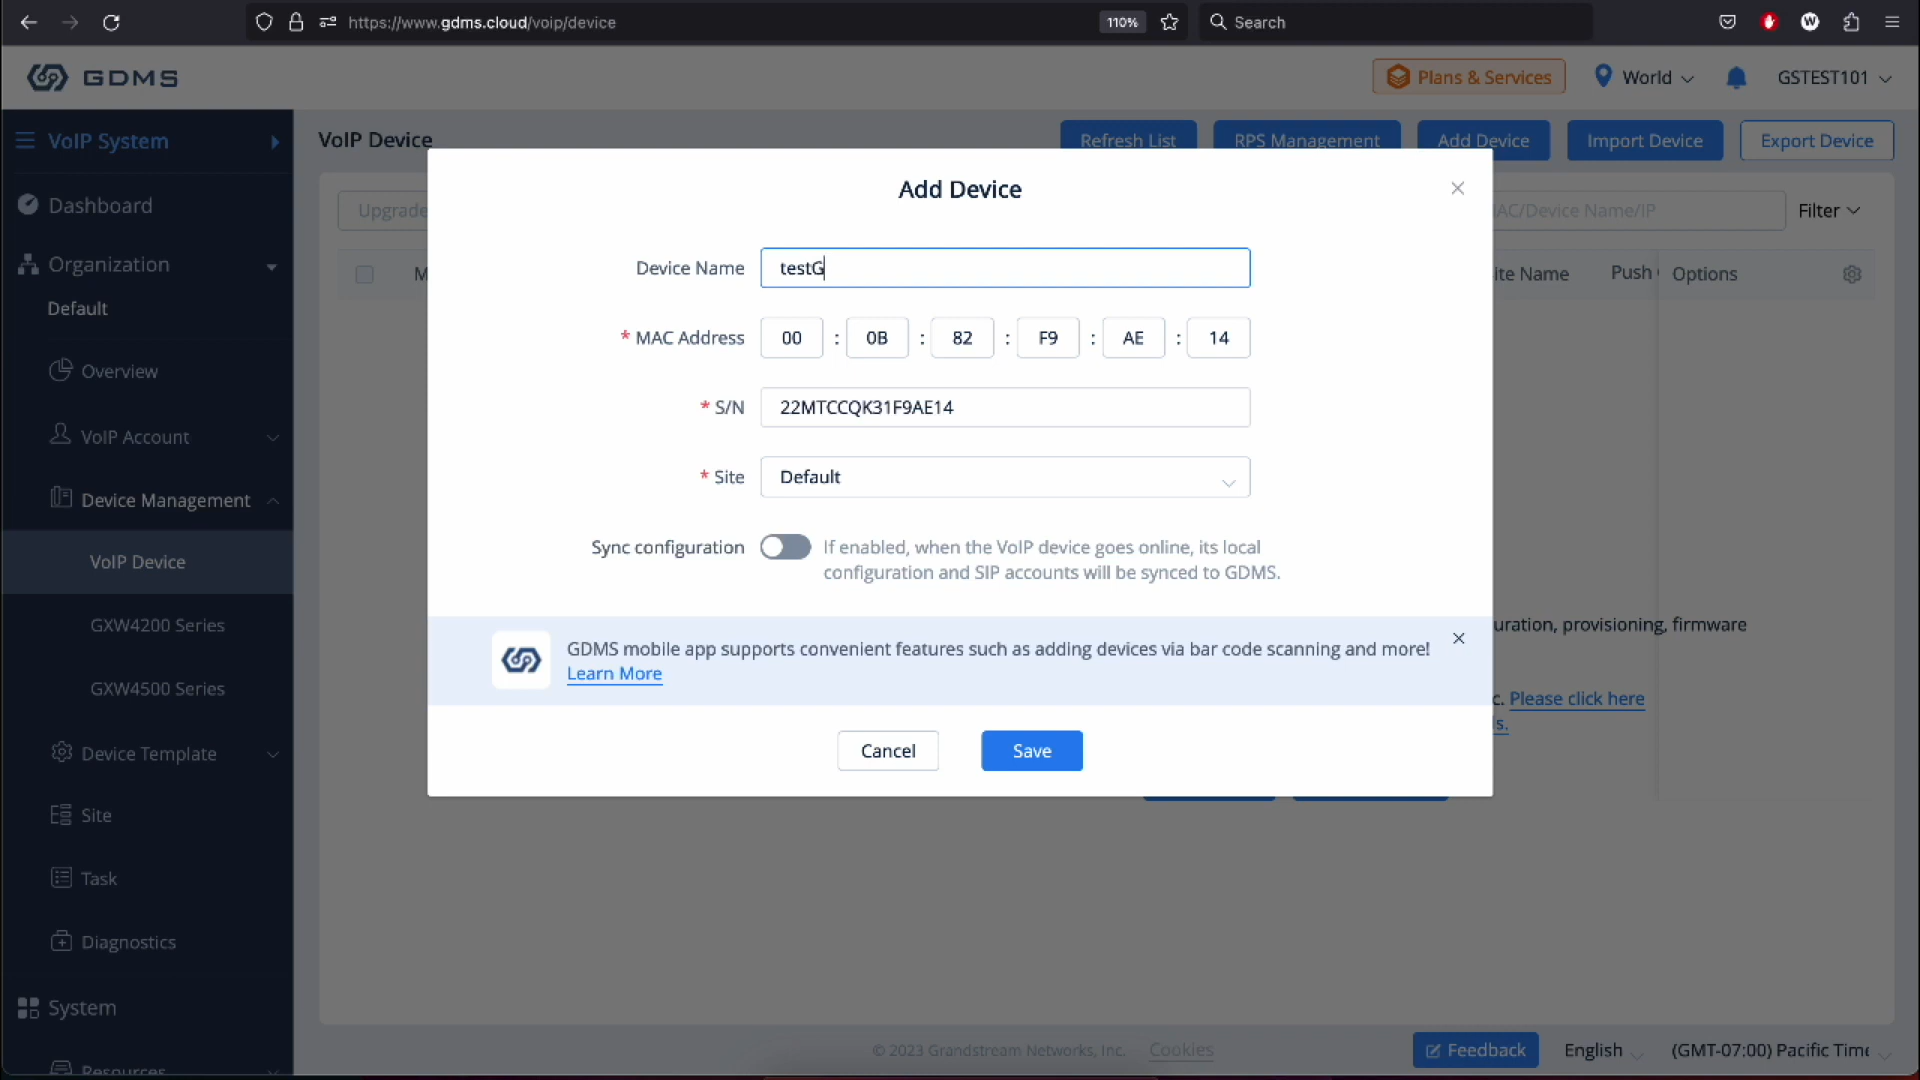 https://www.gdms.cloud/voip/device
110%
Search
GDMS
Plans & Services
World
GSTEST101
VoIP System
VoIP Device
Refresh List
RPS Management
Add Device
Import Device
Export Device
Dashboard
Organization
Default
Overview
VoIP Account
Device Management
VoIP Device
GXW4200 Series
GXW4500 Series
Device Template
Site
Task
Diagnostics
System
Resources
Upgrade
MAC/Device Name/IP
Filter
M
ite Name
Push
Options
Add Device
Device Name
testG
* MAC Address
00 : 0B : 82 : F9 : AE : 14
* S/N
22MTCCQK31F9AE14
* Site
Default
Sync configuration
If enabled, when the VoIP device goes online, its local
configuration and SIP accounts will be synced to GDMS.
GDMS mobile app supports convenient features such as adding devices via bar code scanning and more!
Learn More
uration, provisioning, firmware
c. Please click here
s.
Cancel
Save
© 2023 Grandstream Networks, Inc.
Cookies
Feedback
English
(GMT-07:00) Pacific Time